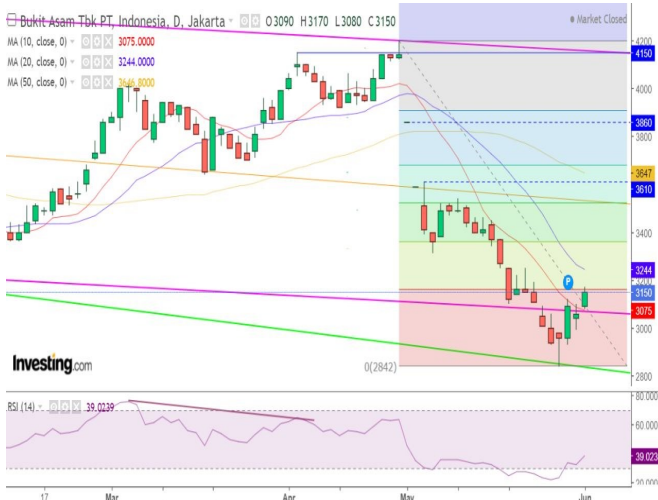 Bukit Asam Tbk PT, Indonesia, D, Jakarta O3090 H3170 L3080 C3150
Market Closed
MA (10, close, 0) 3075.0000
MA (20, close, 0) 3244.0000
MA (50, close, 0) 3646.8000
4200
4150
4000
3860
3800
3647
3610
3400
3244
3200
3150
3075
3000
2800
P
0(2842)
Investing.com
RSI (14) 39.0239
80.000
60.000
39.023
17 Mar Apr May Jun